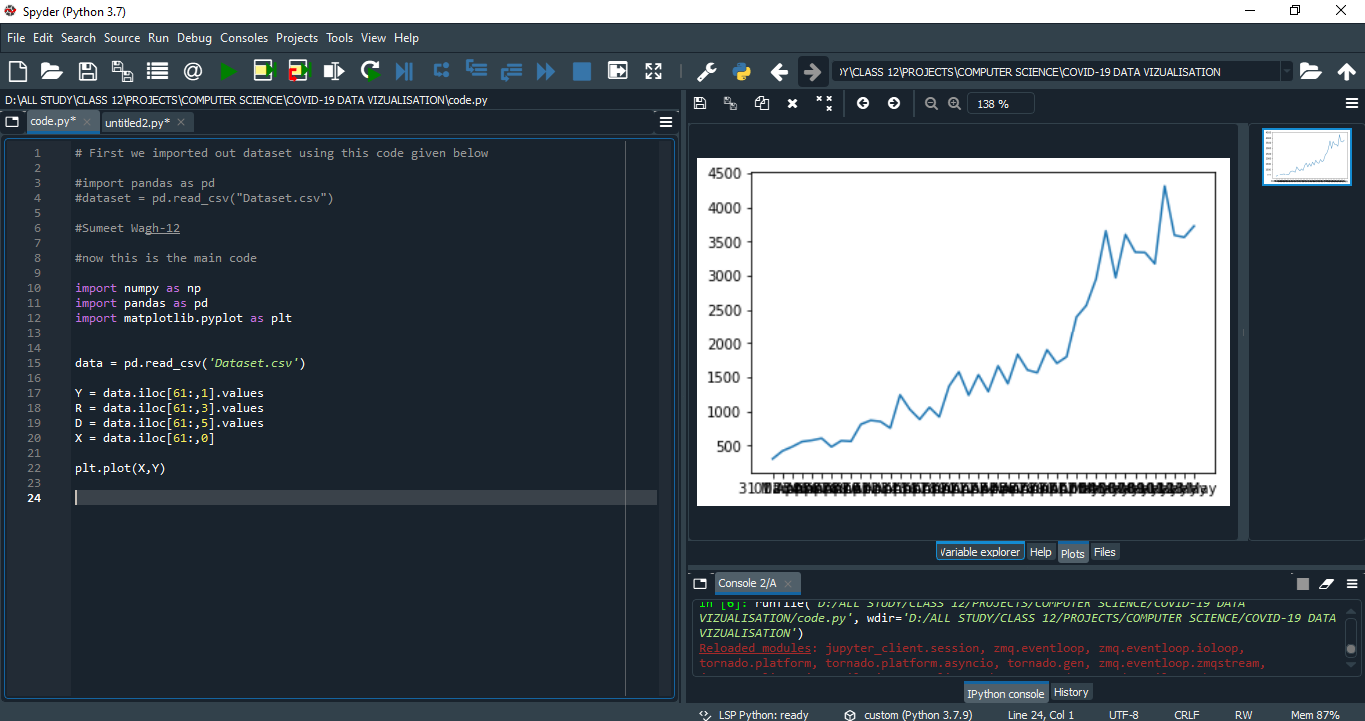 Spyder (Python 3.7)
File Edit Search Source Run Debug Consoles Projects Tools View Help
)Y\CLASS 12\PROJECTS\COMPUTER SCIENCE\COVID-19 DATA VIZUALISATION
D:\ALL STUDY\CLASS 12\PROJECTS\COMPUTER SCIENCE\COVID-19 DATA VIZUALISATION\code.py
code.py*
untitled2.py*
1 # First we imported out dataset using this code given below
2
3 #import pandas as pd
4 #dataset = pd.read_csv("Dataset.csv")
5
6 #Sumeet Wagh-12
7
8 #now this is the main code
9
10 import numpy as np
11 import pandas as pd
12 import matplotlib.pyplot as plt
13
14
15 data = pd.read_csv('Dataset.csv')
16
17 Y = data.iloc[61:,1].values
18 R = data.iloc[61:,3].values
19 D = data.iloc[61:,5].values
20 X = data.iloc[61:,0]
21
22 plt.plot(X,Y)
23
24
138 %
4500
4000
3500
3000
2500
2000
1500
1000
500
Variable explorer Help Plots Files
Console 2/A
In [6]: runfile('D:/ALL STUDY/CLASS 12/PROJECTS/COMPUTER SCIENCE/COVID-19 DATA
VIZUALISATION/code.py', wdir='D:/ALL STUDY/CLASS 12/PROJECTS/COMPUTER SCIENCE/COVID-19 DATA
VIZUALISATION')
Reloaded modules: jupyter_client.session, zmq.eventloop, zmq.eventloop.ioloop,
tornado.platform, tornado.platform.asyncio, tornado.gen, zmq.eventloop.zmqstream,
IPython console History
LSP Python: ready custom (Python 3.7.9) Line 24, Col 1 UTF-8 CRLF RW Mem 87%